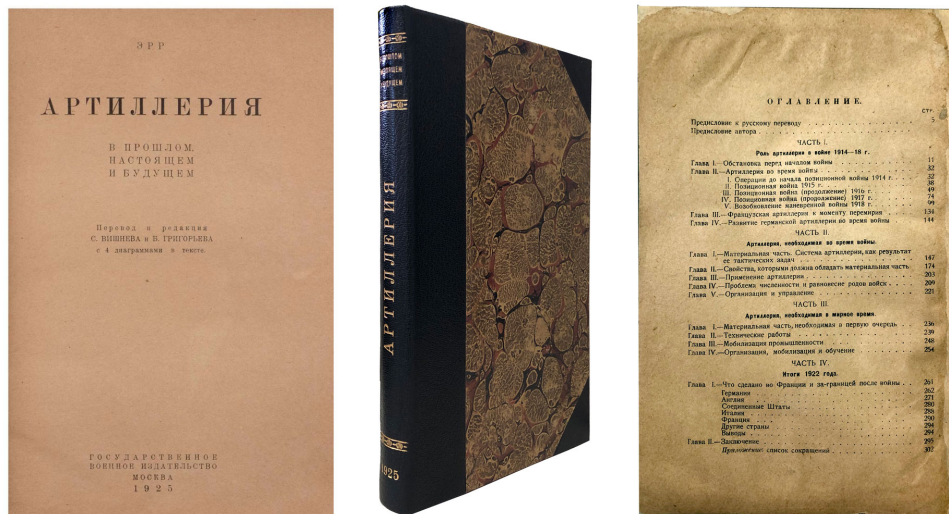 ЭРР
АРТИЛЛЕРИЯ
В ПРОШЛОМ,
НАСТОЯЩЕМ
И БУДУЩЕМ
Перевод и редакция
С. ВИШНЕВА и Б. ГРИГОРЬЕВА
с 4 диаграммами в тексте.
ГОСУДАРСТВЕННОЕ
ВОЕННОЕ ИЗДАТЕЛЬСТВО
МОСКВА
1925
АРТИЛЛЕРИЯ
1925
ОГЛАВЛЕНИЕ.
СТР.
Предисловие к русскому переводу 5
Предисловие автора
ЧАСТЬ I.
Роль артиллерии в войне 1914—18 г.
Глава I.—Обстановка перед началом войны 11
Глава II.—Артиллерия во время войны 32
I. Операции до начала позиционной войны 1914 г. 32
II. Позиционная война 1915 г. 38
III. Позиционная война (продолжение) 1916 г. 49
IV. Позиционная война (продолжение) 1917 г. 74
V. Возобновление маневренной войны 1918 г. 99
Глава III.—Французская артиллерия к моменту перемирия 134
Глава IV.—Развитие германской артиллерии во время войны 144
ЧАСТЬ II.
Артиллерия, необходимая во время войны.
Глава I.—Материальная часть. Система артиллерии, как результат
ее тактических задач 147
Глава II.—Свойства, которыми должна обладать материальная часть 174
Глава III.—Применение артиллерии 203
Глава IV.—Проблема численности и равновесие родов войск 209
Глава V.—Организация и управление 221
ЧАСТЬ III.
Артиллерия, необходимая в мирное время.
Глава I.—Материальная часть, необходимая в первую очередь 236
Глава II.—Технические работы 239
Глава III.—Мобилизация промышленности 248
Глава IV.—Организация, мобилизация и обучение 254
ЧАСТЬ IV.
Итоги 1922 года.
Глава I.—Что сделано во Франции и за-границей после войны 261
Германия 262
Англия 271
Соединенные Штаты 280
Италия 288
Франция 290
Другие страны 294
Выводы 294
Глава II.—Заключение 295
Приложение: список сокращений 302